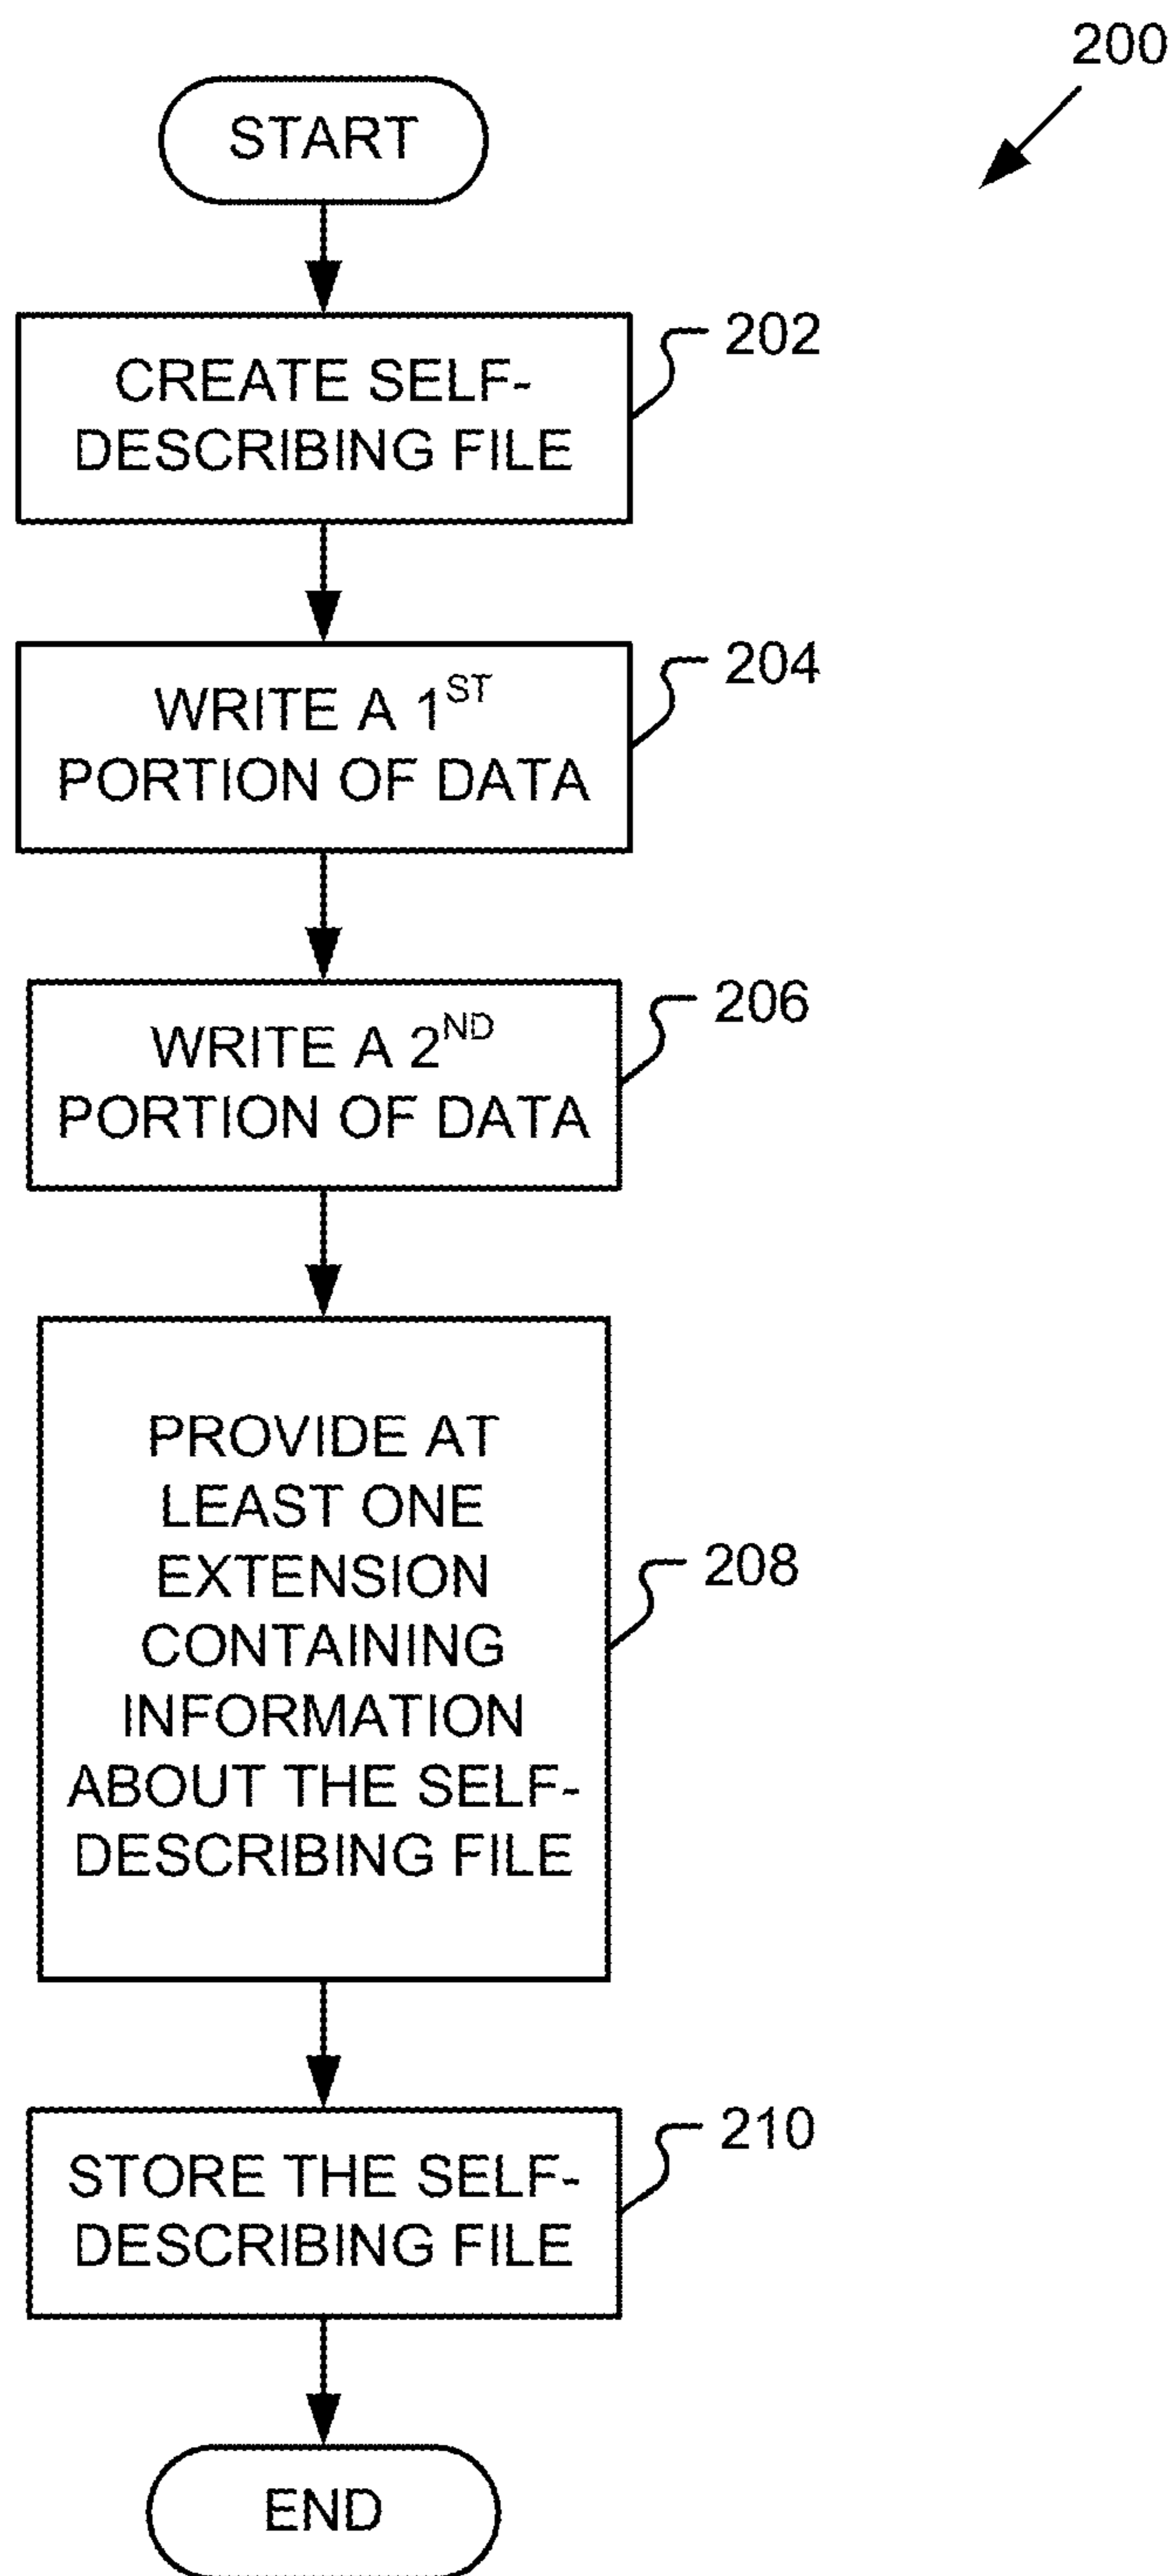 200
START
CREATE SELF-
DESCRIBING FILE
202
WRITE A 1ST
PORTION OF DATA
204
WRITE A 2ND
PORTION OF DATA
206
PROVIDE AT
LEAST ONE
EXTENSION
CONTAINING
INFORMATION
ABOUT THE SELF-
DESCRIBING FILE
208
STORE THE SELF-
DESCRIBING FILE
210
END